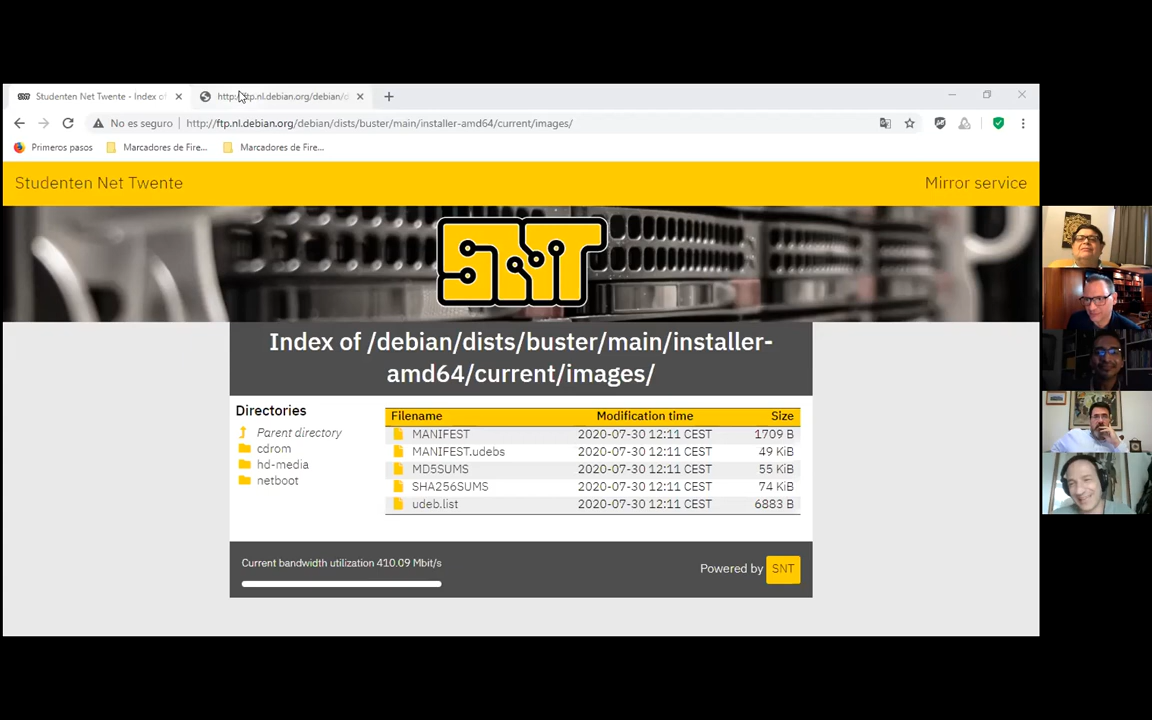 Studenten Net Twente - Index of
http://ftp.nl.debian.org/debian/d
No es seguro
http://ftp.nl.debian.org/debian/dists/buster/main/installer-amd64/current/images/
Primeros pasos
Marcadores de Fire...
Marcadores de Fire...
Studenten Net Twente
Mirror service
SNT
Index of /debian/dists/buster/main/installer-
amd64/current/images/
Directories
Parent directory
cdrom
hd-media
netboot
Filename Modification time Size
MANIFEST 2020-07-30 12:11 CEST 1709 B
MANIFEST.udebs 2020-07-30 12:11 CEST 49 KiB
MD5SUMS 2020-07-30 12:11 CEST 55 KiB
SHA256SUMS 2020-07-30 12:11 CEST 74 KiB
udeb.list 2020-07-30 12:11 CEST 6883 B
Current bandwidth utilization 410.09 Mbit/s
Powered by SNT